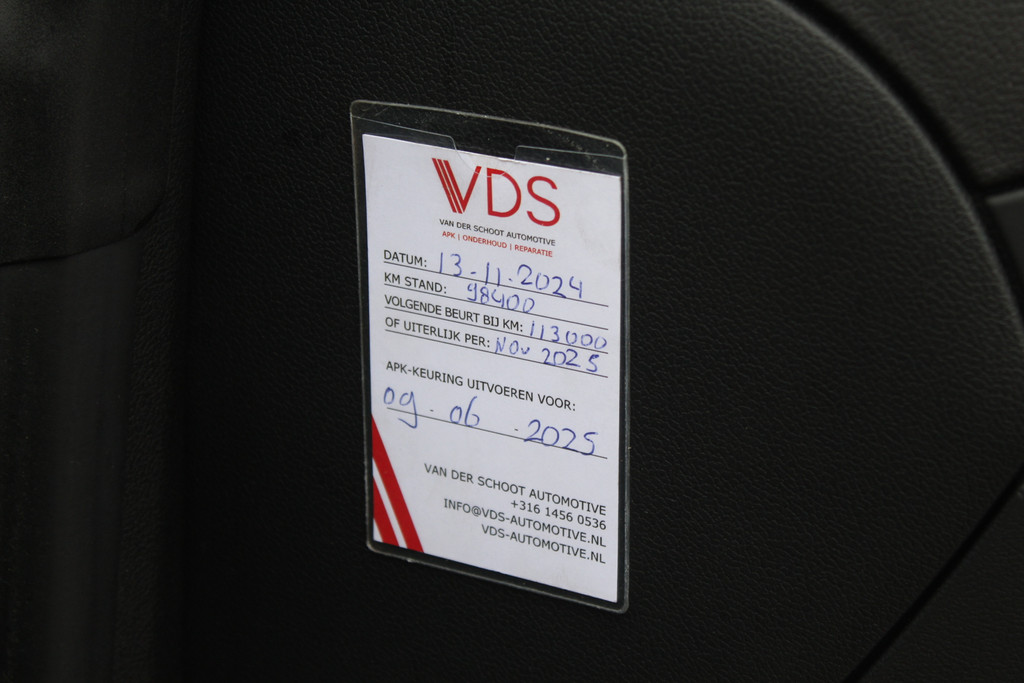 VDS
VAN DER SCHOOT AUTOMOTIVE
APK | ONDERHOUD | REPARATIE
DATUM: 13-11-2024
KM STAND: 98400
VOLGENDE BEURT BIJ KM: 113000
OF UITERLIJK PER: Nov 2025
APK-KEURING UITVOEREN VOOR:
09-06-2025
VAN DER SCHOOT AUTOMOTIVE
+316 1456 0536
INFO@VDS-AUTOMOTIVE.NL
VDS-AUTOMOTIVE.NL